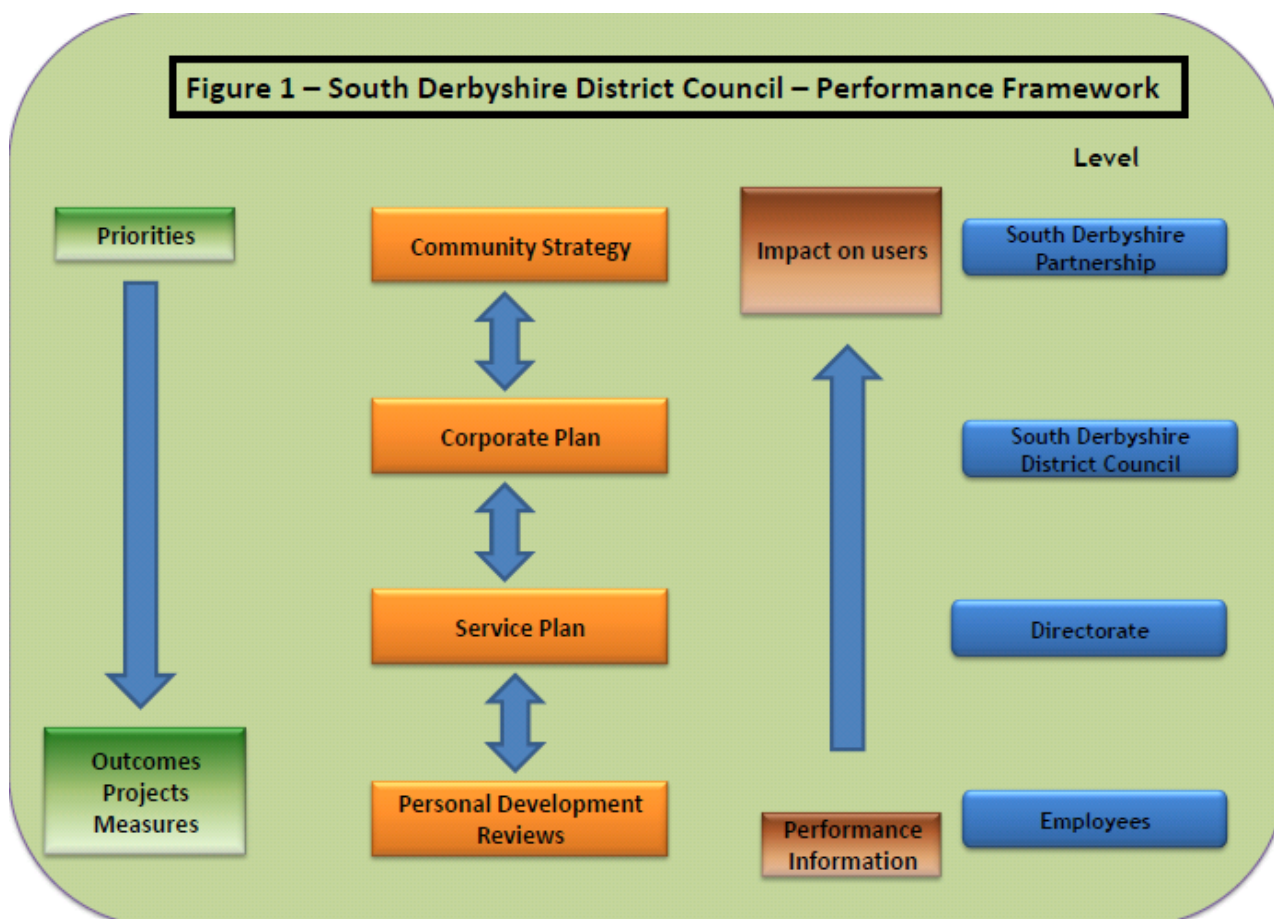 Figure 1 – South Derbyshire District Council – Performance Framework
Level
Priorities
Community Strategy
Impact on users
South Derbyshire
Partnership
Corporate Plan
South Derbyshire
District Council
Service Plan
Directorate
Outcomes
Projects
Measures
Personal Development
Reviews
Performance
Information
Employees